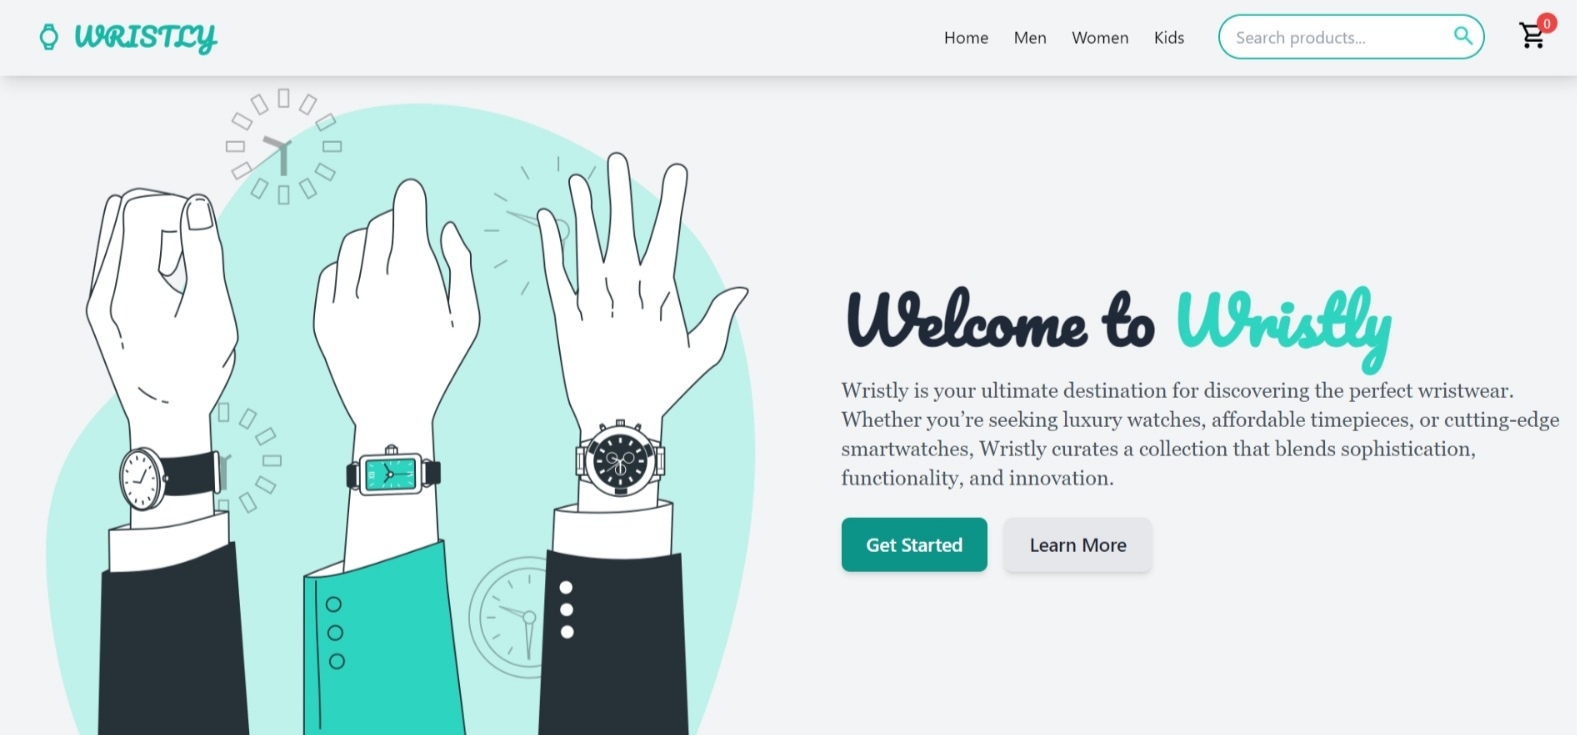 WRISTLY
Home Men Women Kids Search products... 0
Welcome to Wristly
Wristly is your ultimate destination for discovering the perfect wristwear.
Whether you’re seeking luxury watches, affordable timepieces, or cutting-edge
smartwatches, Wristly curates a collection that blends sophistication,
functionality, and innovation.
Get Started Learn More